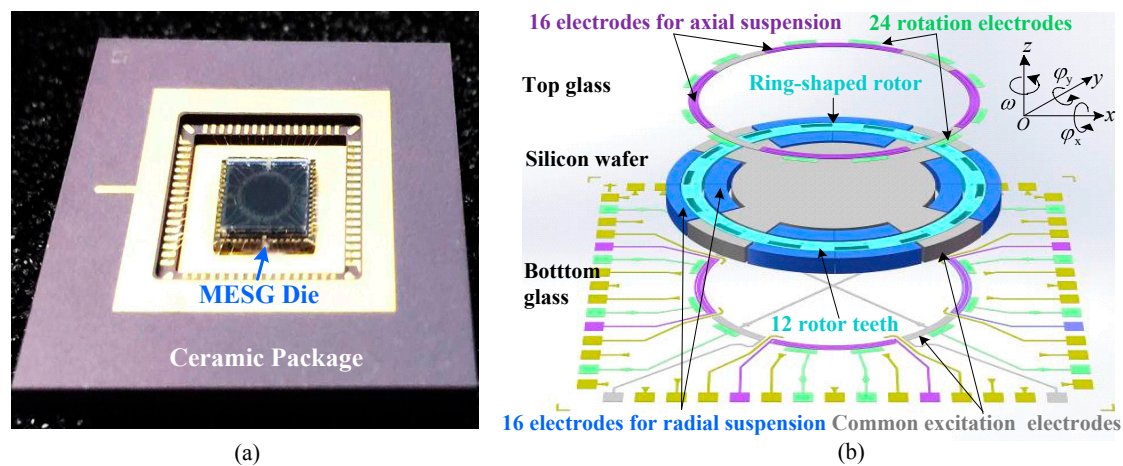 MESG Die
Ceramic Package
(a)
16 electrodes for axial suspension
24 rotation electrodes
Top glass
Ring-shaped rotor
z
y
x
O
ω
φy
φx
Silicon wafer
Botttom
glass
12 rotor teeth
16 electrodes for radial suspension
Common excitation electrodes
(b)